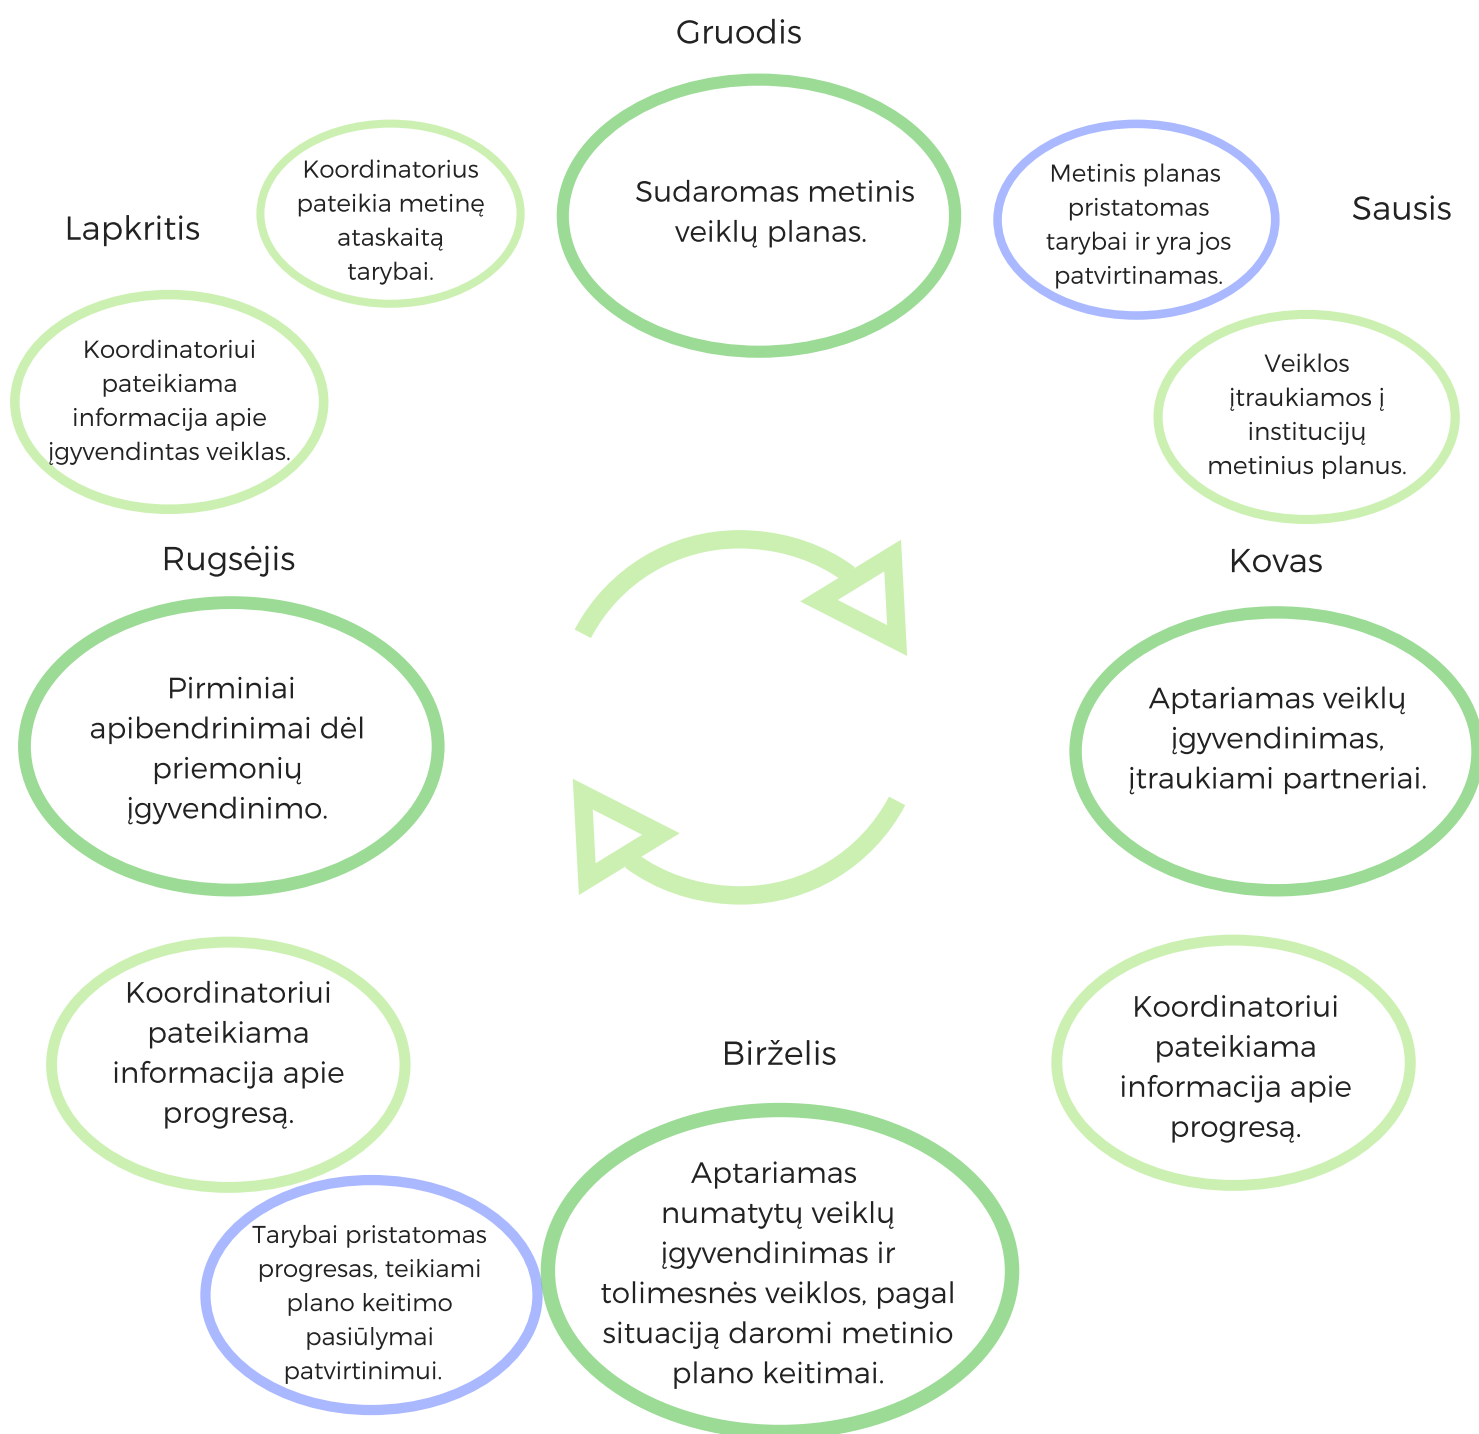 Gruodis
Sudaromas metinis
veiklų planas.
Metinis planas
pristatomas
tarybai ir yra jos
patvirtinamas.
Sausis
Veiklos
įtraukiamos į
institucijų
metinius planus.
Kovas
Aptariamas veiklų
įgyvendinimas,
įtraukiami partneriai.
Koordinatoriui
pateikiama
informacija apie
progresą.
Birželis
Aptariamas
numatytų veiklų
įgyvendinimas ir
tolimesnės veiklos, pagal
situaciją daromi metinio
plano keitimai.
Tarybai pristatomas
progresas, teikiami
plano keitimo
pasiūlymai
patvirtinimui.
Koordinatoriui
pateikiama
informacija apie
progresą.
Rugsėjis
Pirminiai
apibendrinimai dėl
priemonių
įgyvendinimo.
Koordinatoriui
pateikiama
informacija apie
įgyvendintas veiklas.
Lapkritis
Koordinatorius
pateikia metinę
ataskaitą
tarybai.